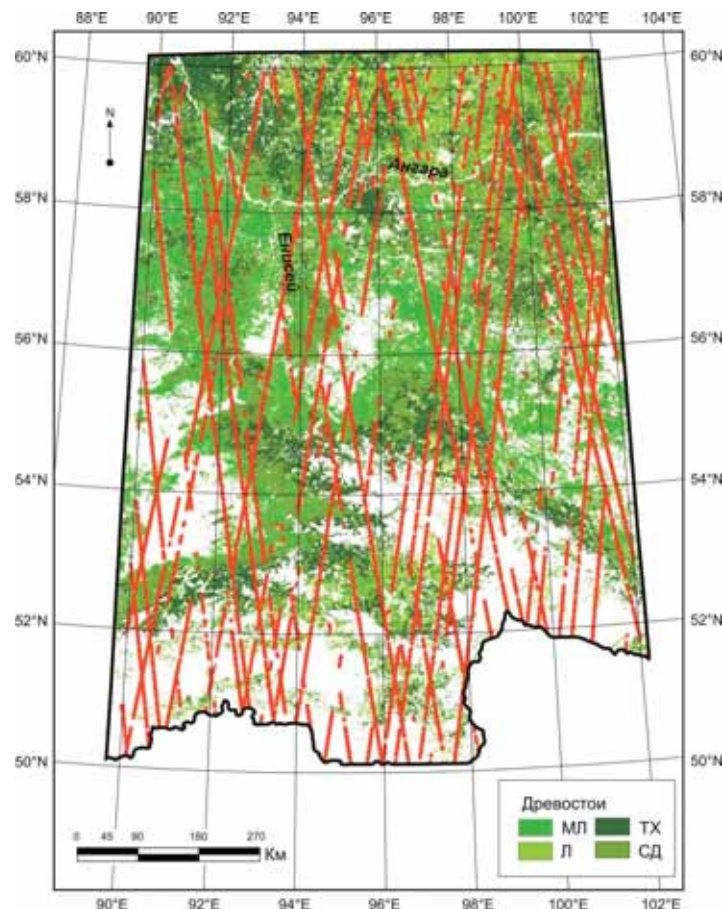 88°E 90°E 92°E 94°E 96°E 98°E 100°E 102°E 104°E
60°N 60°N
N
Ангара
58°N 58°N
Енисей
56°N 56°N
54°N 54°N
52°N 52°N
50°N 50°N
Древостои
МЛ ТХ
Л СД
0 45 90 180 270
Км
90°E 92°E 94°E 96°E 98°E 100°E 102°E